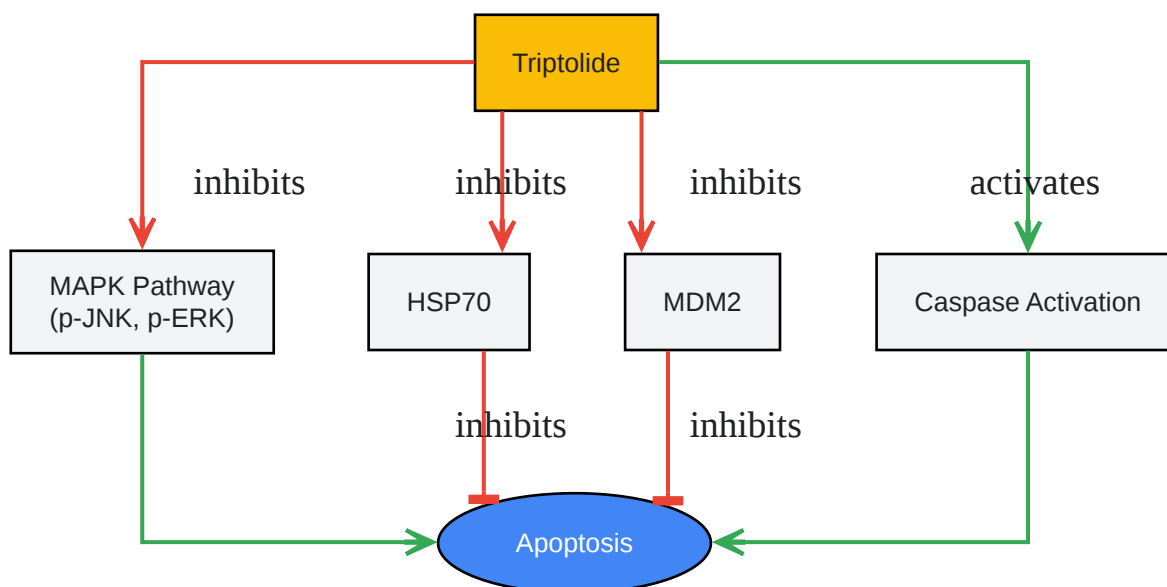 Triptolide
inhibits
inhibits
inhibits
activates
MAPK Pathway
(p-JNK, p-ERK)
HSP70
MDM2
Caspase Activation
inhibits
inhibits
Apoptosis